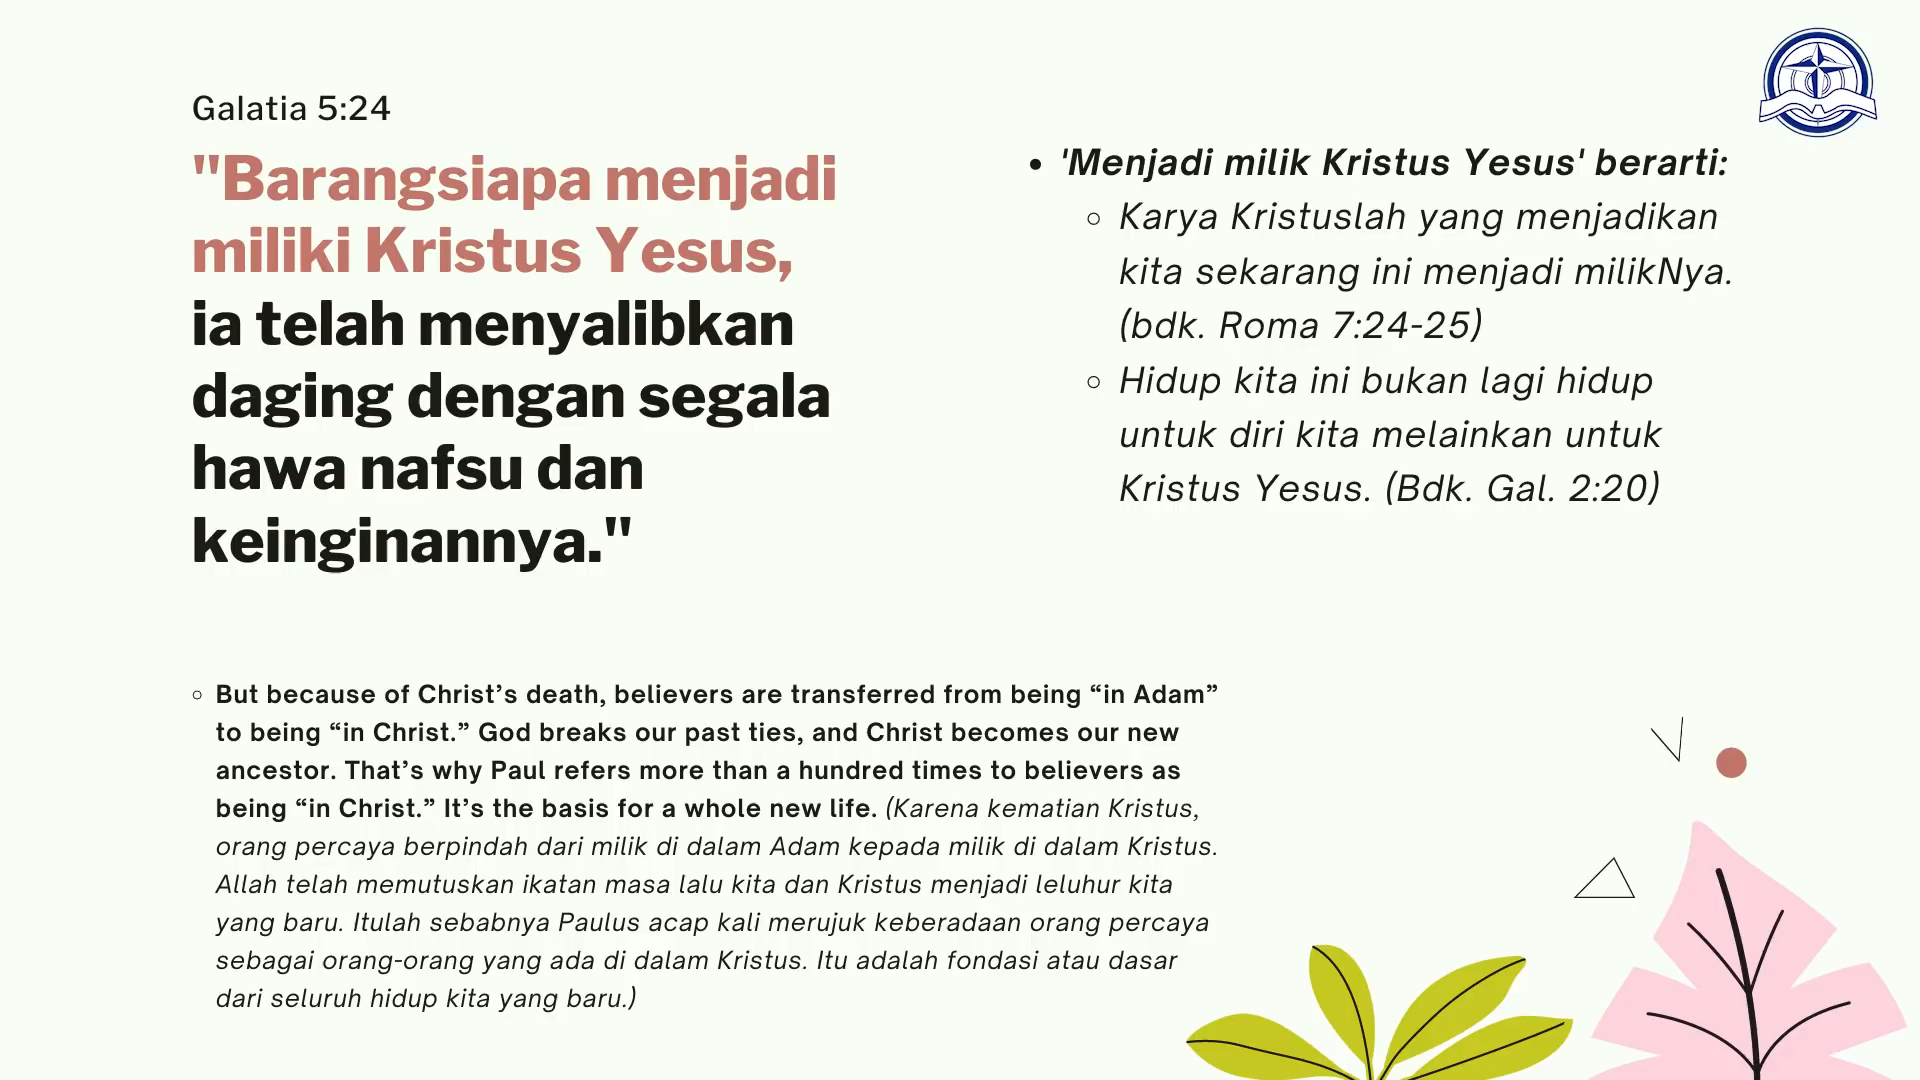 Galatia 5:24
"Barangsiapa menjadi
miliki Kristus Yesus,
ia telah menyalibkan
daging dengan segala
hawa nafsu dan
keinginannya."
• 'Menjadi milik Kristus Yesus' berarti:
○ Karya Kristuslah yang menjadikan
kita sekarang ini menjadi milikNya.
(bdk. Roma 7:24-25)
○ Hidup kita ini bukan lagi hidup
untuk diri kita melainkan untuk
Kristus Yesus. (Bdk. Gal. 2:20)
○ But because of Christ’s death, believers are transferred from being “in Adam”
to being “in Christ.” God breaks our past ties, and Christ becomes our new
ancestor. That’s why Paul refers more than a hundred times to believers as
being “in Christ.” It’s the basis for a whole new life. (Karena kematian Kristus,
orang percaya berpindah dari milik di dalam Adam kepada milik di dalam Kristus.
Allah telah memutuskan ikatan masa lalu kita dan Kristus menjadi leluhur kita
yang baru. Itulah sebabnya Paulus acap kali merujuk keberadaan orang percaya
sebagai orang-orang yang ada di dalam Kristus. Itu adalah fondasi atau dasar
dari seluruh hidup kita yang baru.)